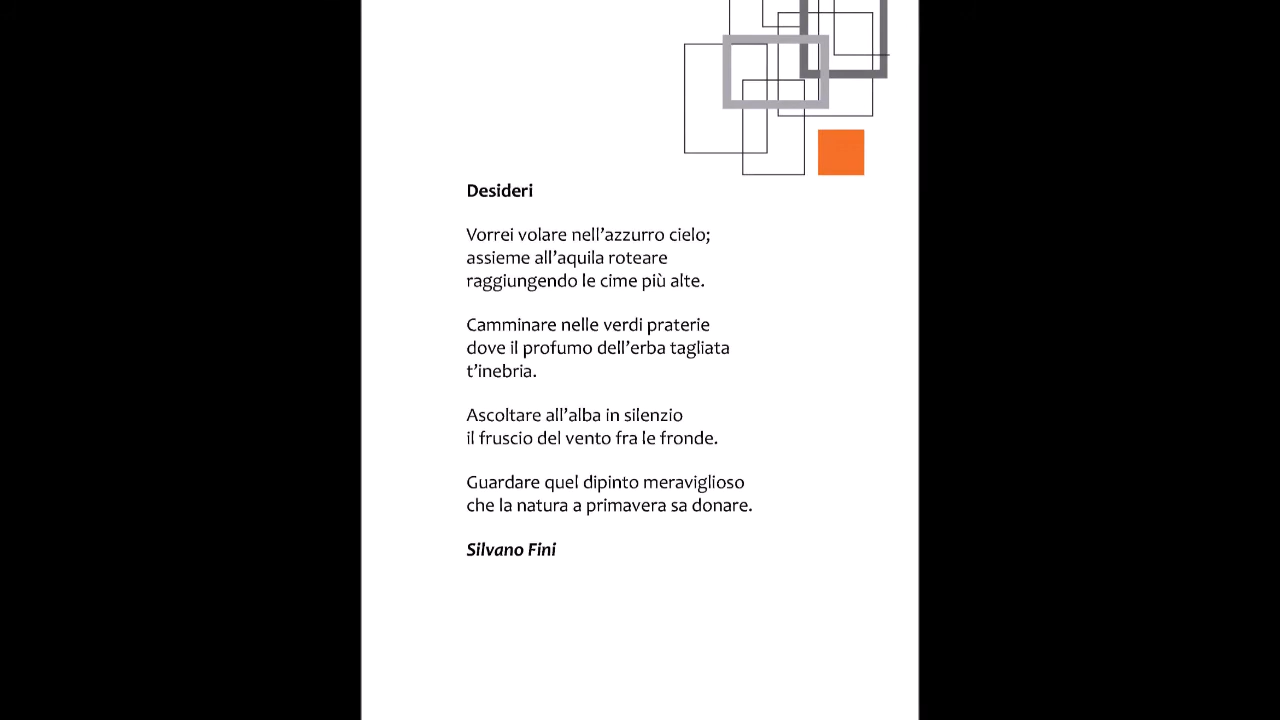 Desideri
Vorrei volare nell’azzurro cielo;
assieme all’aquila roteare
raggiungendo le cime più alte.
Camminare nelle verdi praterie
dove il profumo dell’erba tagliata
t’inebria.
Ascoltare all’alba in silenzio
il fruscio del vento fra le fronde.
Guardare quel dipinto meraviglioso
che la natura a primavera sa donare.
Silvano Fini